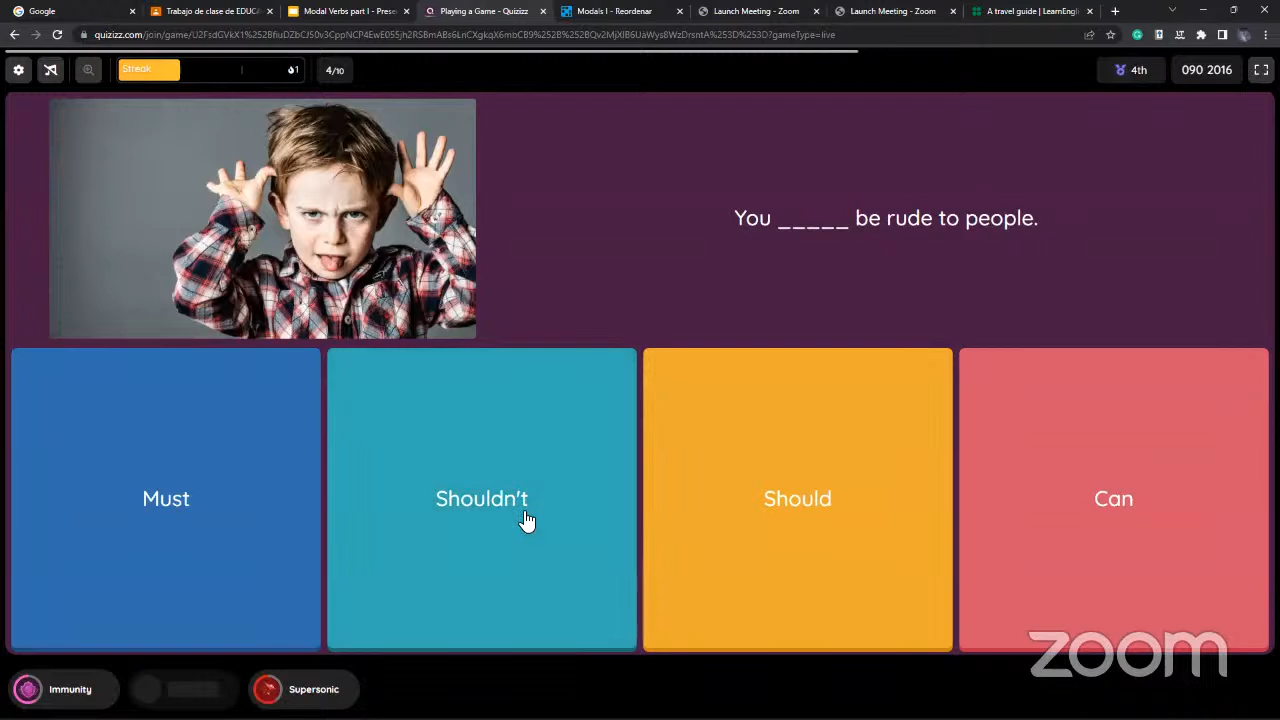 Google
Trabajo de clase de EDUCA
Modal Verbs part I - Prese
Playing a Game - Quizizz
Modals I - Reordenar
Launch Meeting - Zoom
Launch Meeting - Zoom
A travel guide | LearnEngli
Streak
1
4/10
4th
090 2016
You _____ be rude to people.
Must
Shouldn't
Should
Can
zoom
Immunity
Supersonic